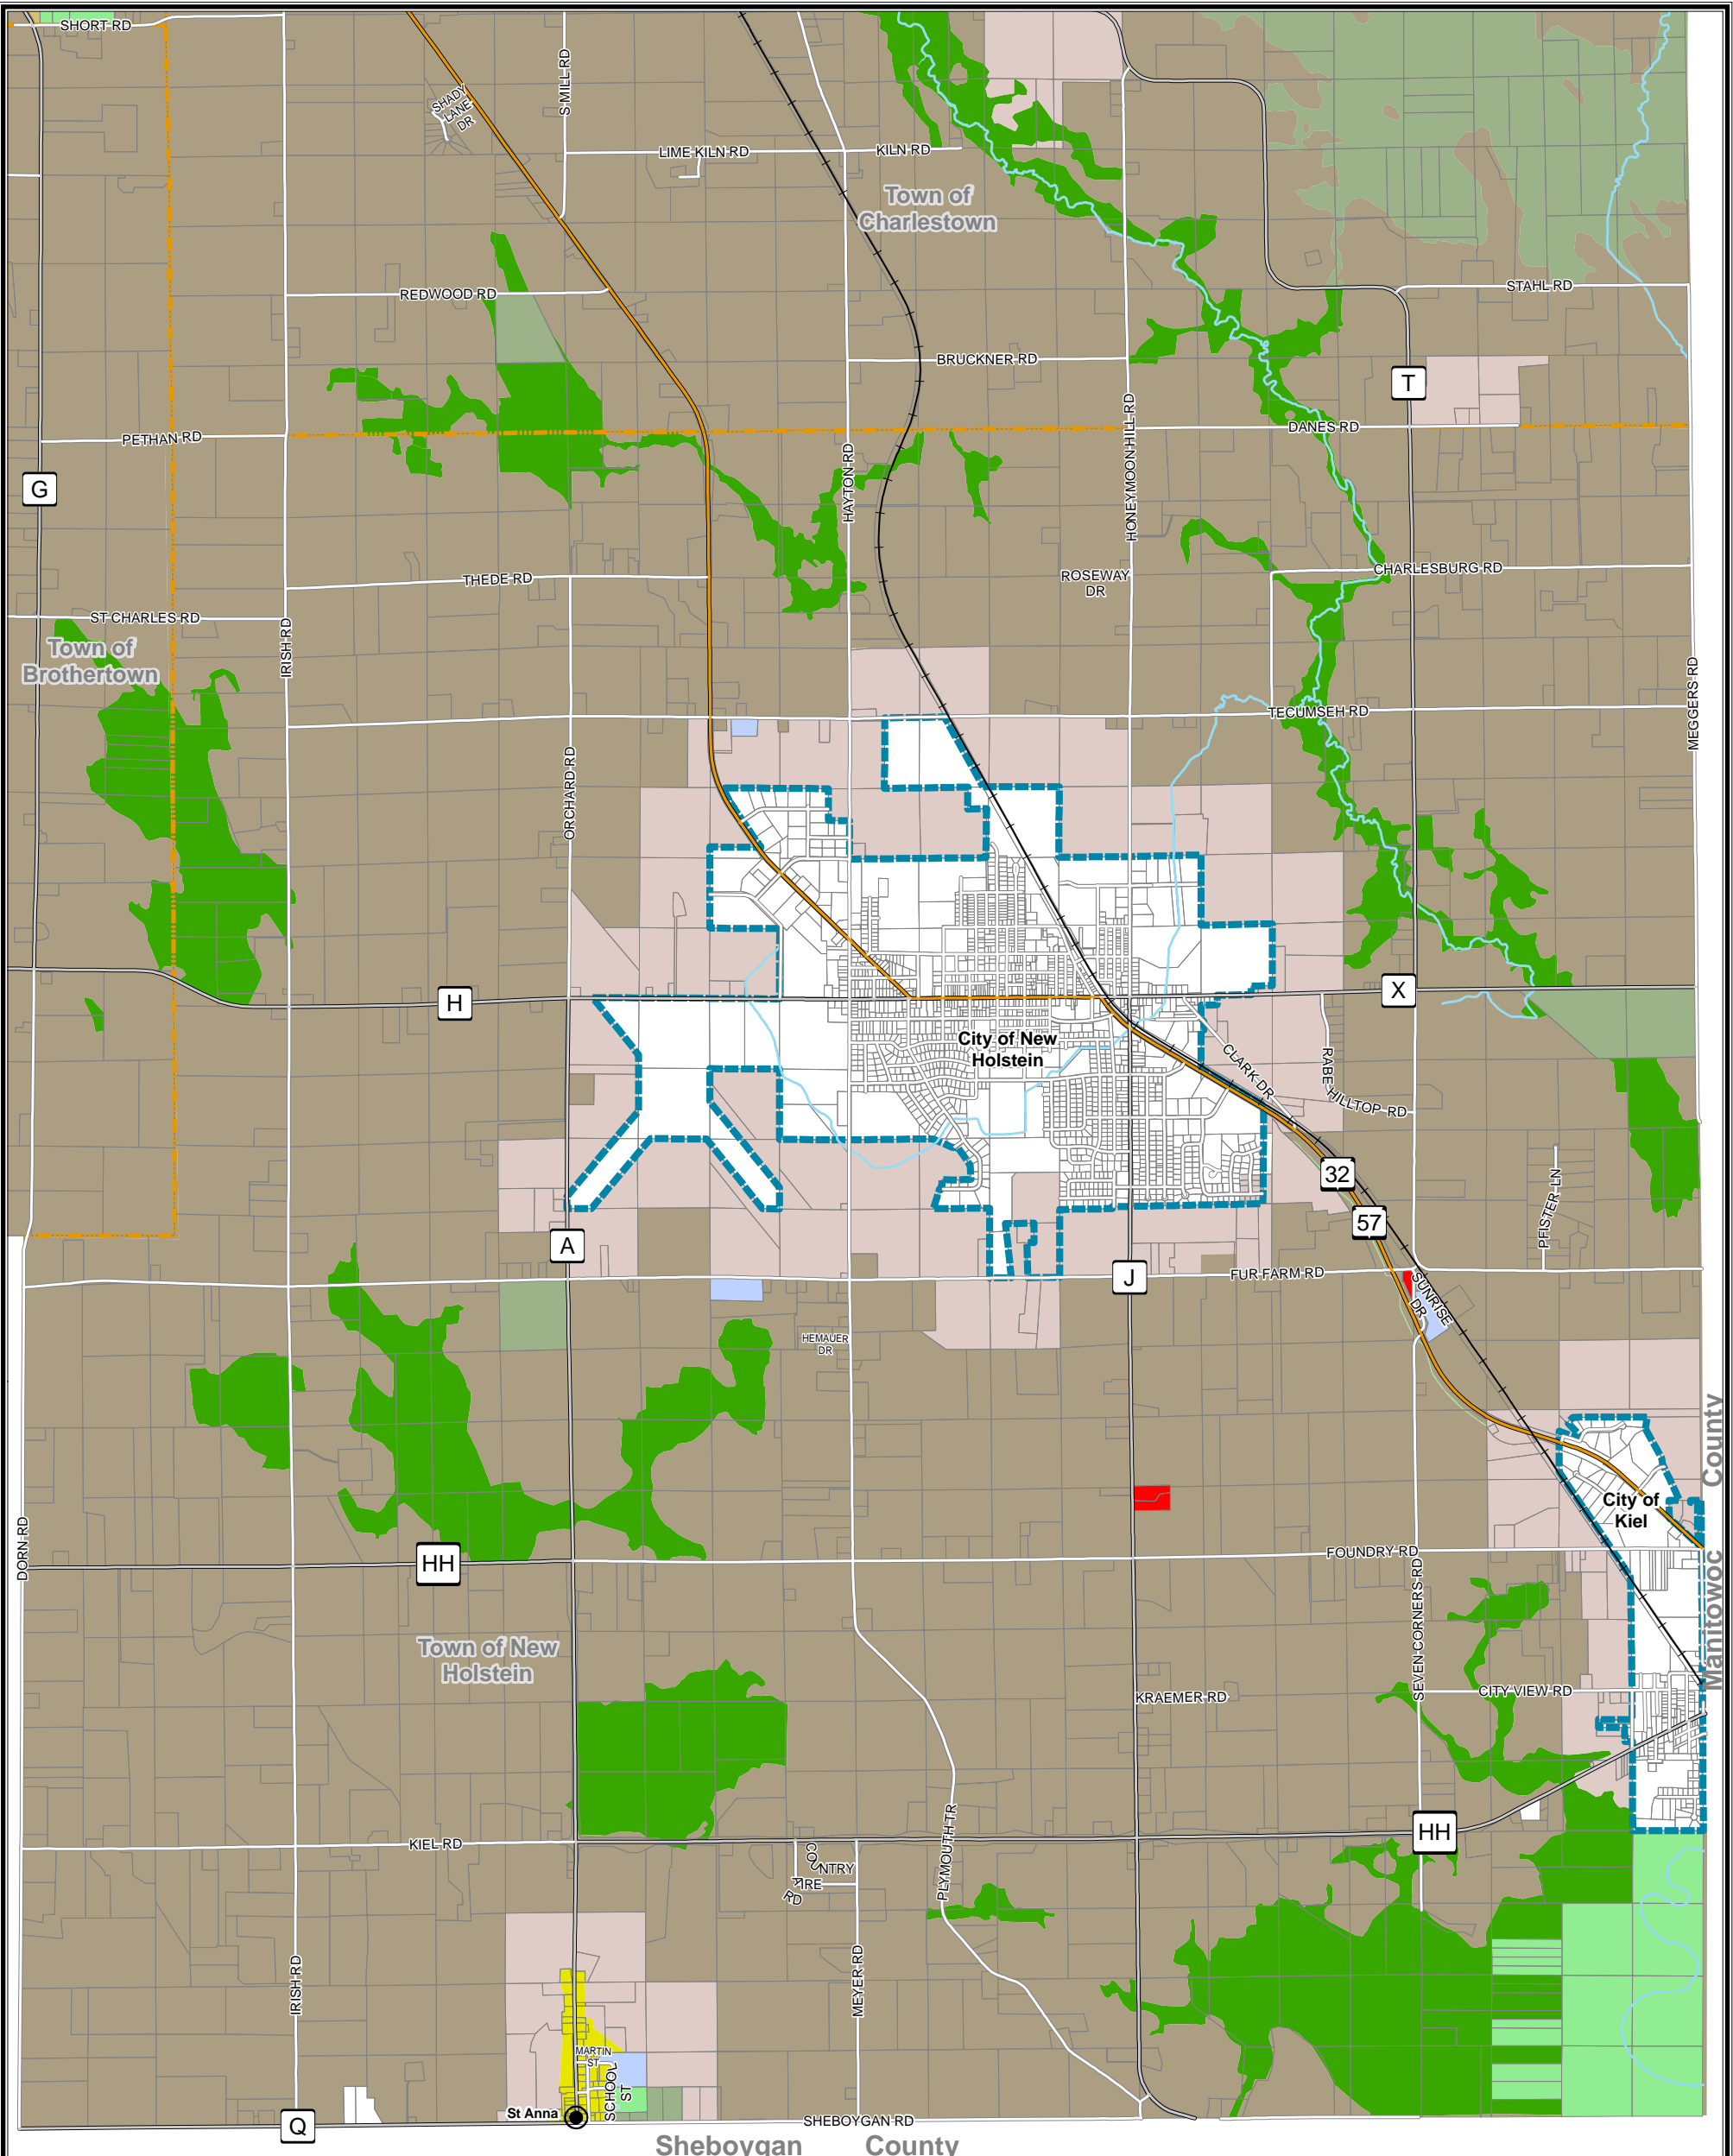 SHORT RD
S MILL RD
SHADY
LANE
DR
LIME KILN RD
KILN RD
Town of
Charlestown
REDWOOD RD
STAHL RD
BRUCKNER RD
T
HONEYMOON HILL RD
PETHAN RD
DANES RD
G
HAYTON RD
THEDE RD
ROSEWAY
DR
CHARLESBURG RD
ST CHARLES RD
IRISH RD
Town of
Brothertown
MEGGERS RD
TECUMSEH RD
ORCHARD RD
H
X
City of New
Holstein
CLARK DR
RABE
HILLTOP RD
32
57
PFISTER LN
A
J
FUR FARM RD
SUNRISE
DR
HEMAUER
DR
County
City of
Kiel
DORN RD
HH
FOUNDRY RD
Manitowoc
SEVEN CORNERS RD
Town of New
Holstein
KRAEMER RD
CITY VIEW RD
PLYMOUTH TR
HH
KIEL RD
COUNTRY
AIRE
RD
IRISH RD
MEYER RD
MARTIN
ST
SCHOOL
ST
St Anna
Q
SHEBOYGAN RD
Sheboygan County